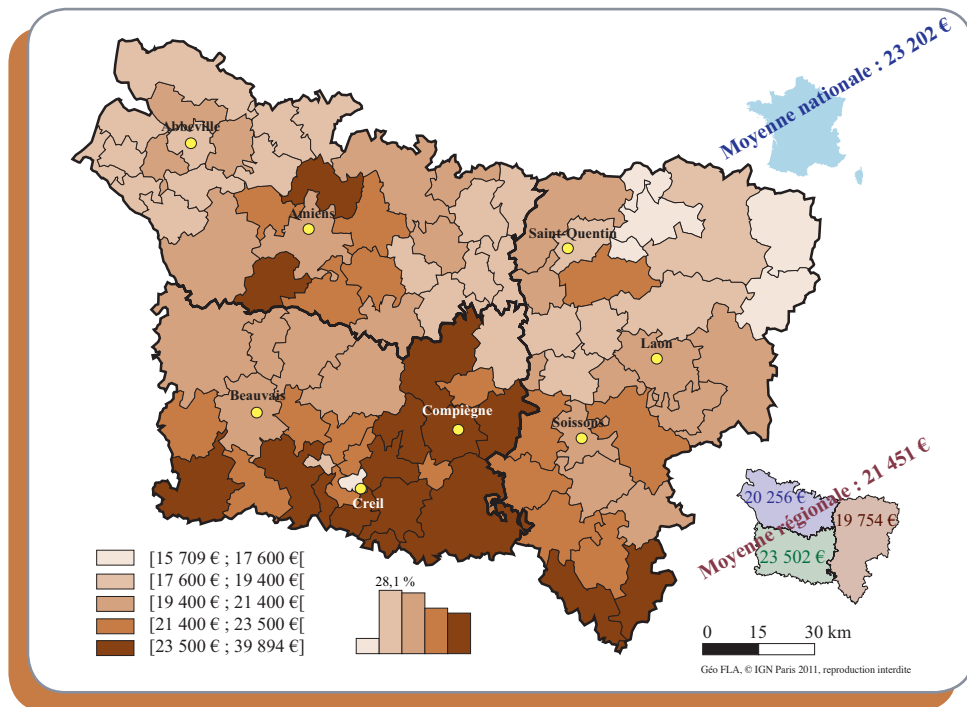 Moyenne nationale : 23 202 €
Abbeville
Amiens
Saint-Quentin
Laon
Beauvais
Compiègne
Soissons
Creil
Moyenne régionale : 21 451 €
20 256 €
19 754 €
23 502 €
[15 709 € ; 17 600 €[
[17 600 € ; 19 400 €[
[19 400 € ; 21 400 €[
[21 400 € ; 23 500 €[
[23 500 € ; 39 894 €]
28,1 %
0 15 30 km
Géo FLA, © IGN Paris 2011, reproduction interdite